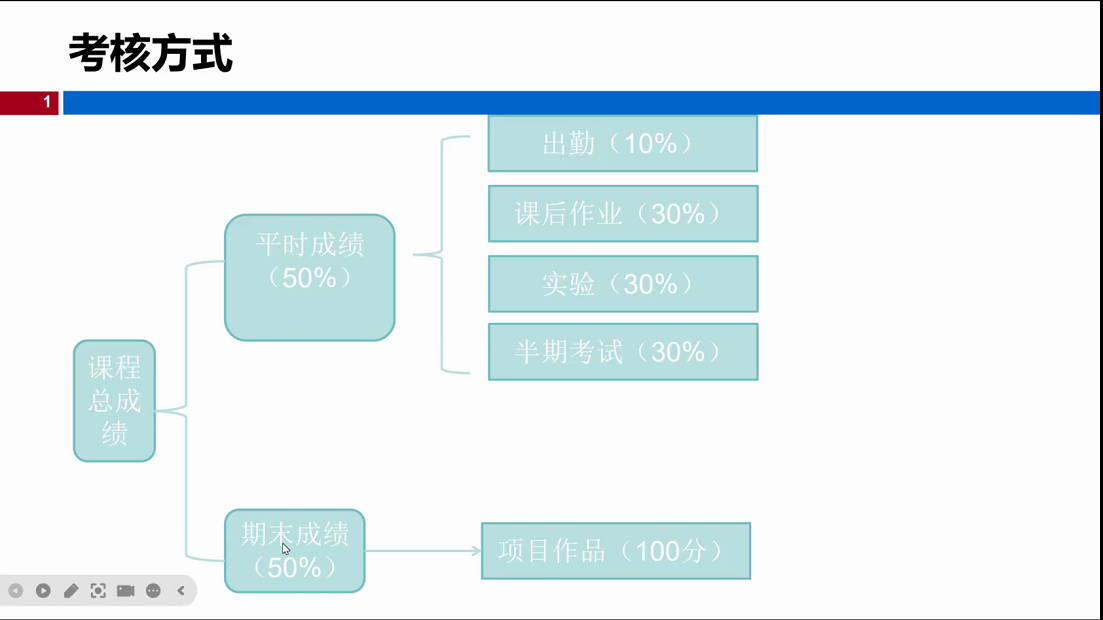 考核方式
1
出勤（10%）
课后作业（30%）
平时成绩
（50%）
实验（30%）
半期考试（30%）
课程
总成
绩
期末成绩
（50%）
项目作品（100分）